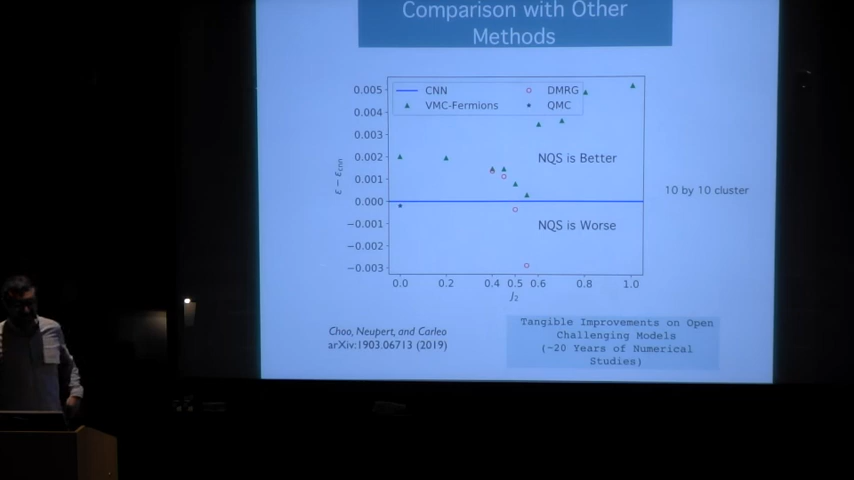 Comparison with Other
Methods
0.005
0.004
0.003
0.002
0.001
0.000
−0.001
−0.002
−0.003
ε − ε_cnn
CNN
VMC-Fermions
DMRG
QMC
NQS is Better
NQS is Worse
0.0 0.2 0.4 0.5 0.6 0.8 1.0
J₂
10 by 10 cluster
Choo, Neupert, and Carleo
arXiv:1903.06713 (2019)
Tangible Improvements on Open
Challenging Models
(~20 Years of Numerical
Studies)